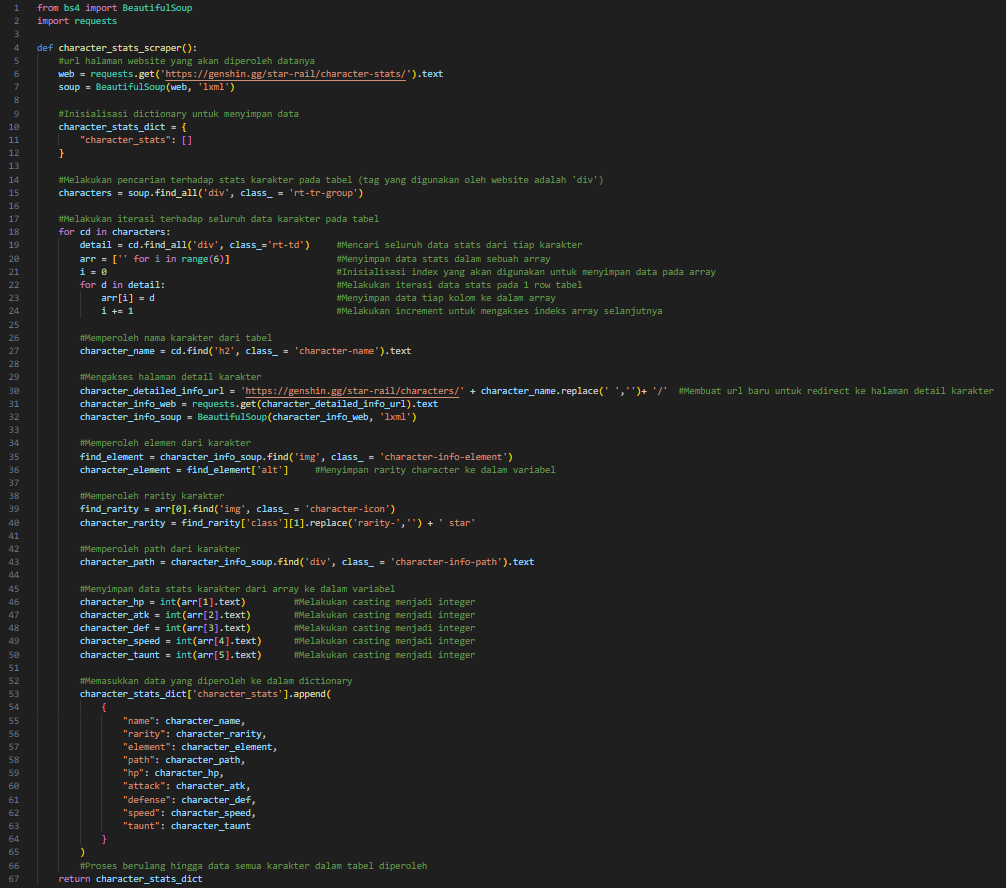 1 from bs4 import BeautifulSoup
2 import requests
3
4 def character_stats_scraper():
5     #url halaman website yang akan diperoleh datanya
6     web = requests.get('https://genshin.gg/star-rail/character-stats/').text
7     soup = BeautifulSoup(web, 'lxml')
8
9     #Inisialisasi dictionary untuk menyimpan data
10     character_stats_dict = {
11         "character_stats": []
12     }
13
14     #Melakukan pencarian terhadap stats karakter pada tabel (tag yang digunakan oleh website adalah 'div')
15     characters = soup.find_all('div', class_ = 'rt-tr-group')
16
17     #Melakukan iterasi terhadap seluruh data karakter pada tabel
18     for cd in characters:
19         detail = cd.find_all('div', class_='rt-td')     #Mencari seluruh data stats dari tiap karakter
20         arr = ['' for i in range(6)]                    #Menyimpan data stats dalam sebuah array
21         i = 0                                           #Inisialisasi index yang akan digunakan untuk menyimpan data pada array
22         for d in detail:                                #Melakukan iterasi data stats pada 1 row tabel
23             arr[i] = d                                  #Menyimpan data tiap kolom ke dalam array
24             i += 1                                      #Melakukan increment untuk mengakses indeks array selanjutnya
25
26         #Memperoleh nama karakter dari tabel
27         character_name = cd.find('h2', class_ = 'character-name').text
28
29         #Mengakses halaman detail karakter
30         character_detailed_info_url = 'https://genshin.gg/star-rail/characters/' + character_name.replace(' ','')+ '/'  #Membuat url baru untuk redirect ke halaman detail karakter
31         character_info_web = requests.get(character_detailed_info_url).text
32         character_info_soup = BeautifulSoup(character_info_web, 'lxml')
33
34         #Memperoleh elemen dari karakter
35         find_element = character_info_soup.find('img', class_ = 'character-info-element')
36         character_element = find_element['alt']     #Menyimpan rarity character ke dalam variabel
37
38         #Memperoleh rarity karakter
39         find_rarity = arr[0].find('img', class_ = 'character-icon')
40         character_rarity = find_rarity['class'][1].replace('rarity-','') + ' star'
41
42         #Memperoleh path dari karakter
43         character_path = character_info_soup.find('div', class_ = 'character-info-path').text
44
45         #Menyimpan data stats karakter dari array ke dalam variabel
46         character_hp = int(arr[1].text)         #Melakukan casting menjadi integer
47         character_atk = int(arr[2].text)        #Melakukan casting menjadi integer
48         character_def = int(arr[3].text)        #Melakukan casting menjadi integer
49         character_speed = int(arr[4].text)      #Melakukan casting menjadi integer
50         character_taunt = int(arr[5].text)      #Melakukan casting menjadi integer
51
52         #Memasukkan data yang diperoleh ke dalam dictionary
53         character_stats_dict['character_stats'].append(
54             {
55                 "name": character_name,
56                 "rarity": character_rarity,
57                 "element": character_element,
58                 "path": character_path,
59                 "hp": character_hp,
60                 "attack": character_atk,
61                 "defense": character_def,
62                 "speed": character_speed,
63                 "taunt": character_taunt
64             }
65         )
66         #Proses berulang hingga data semua karakter dalam tabel diperoleh
67     return character_stats_dict